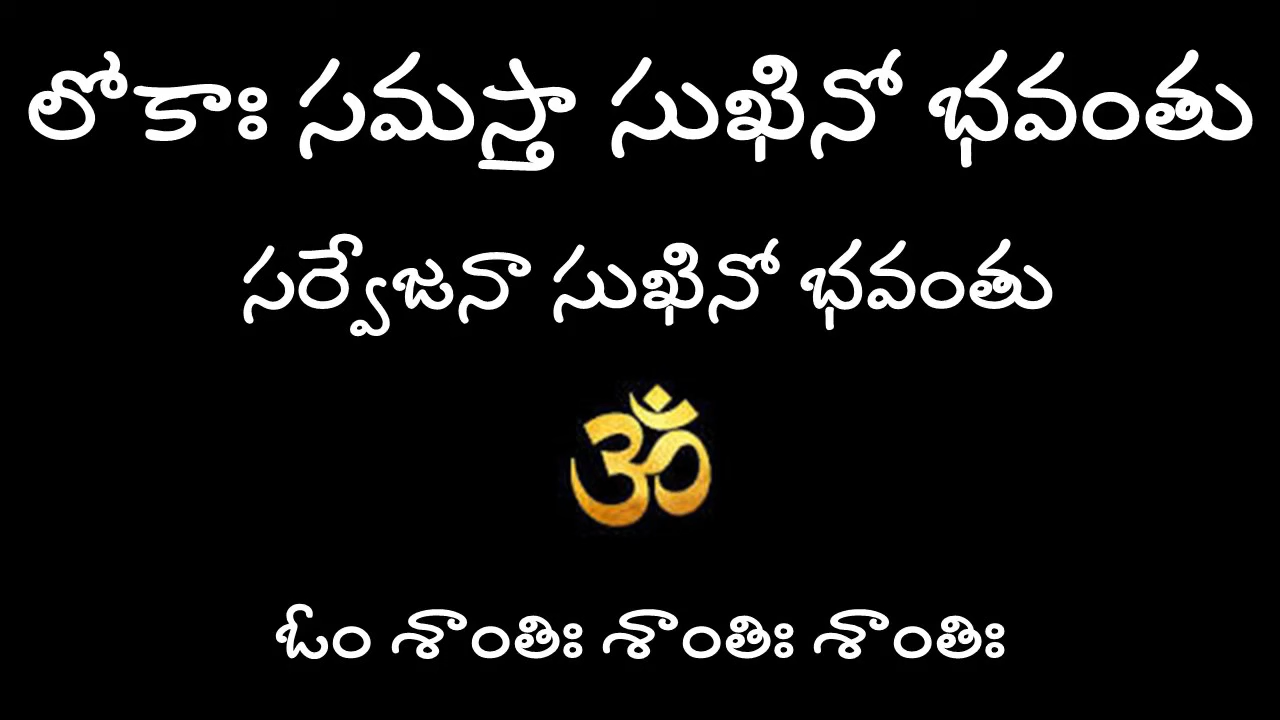 లోకాః సమస్తా సుఖినో భవంతు
సర్వేజనా సుఖినో భవంతు
ॐ
ఓం శాంతిః శాంతిః శాంతిః